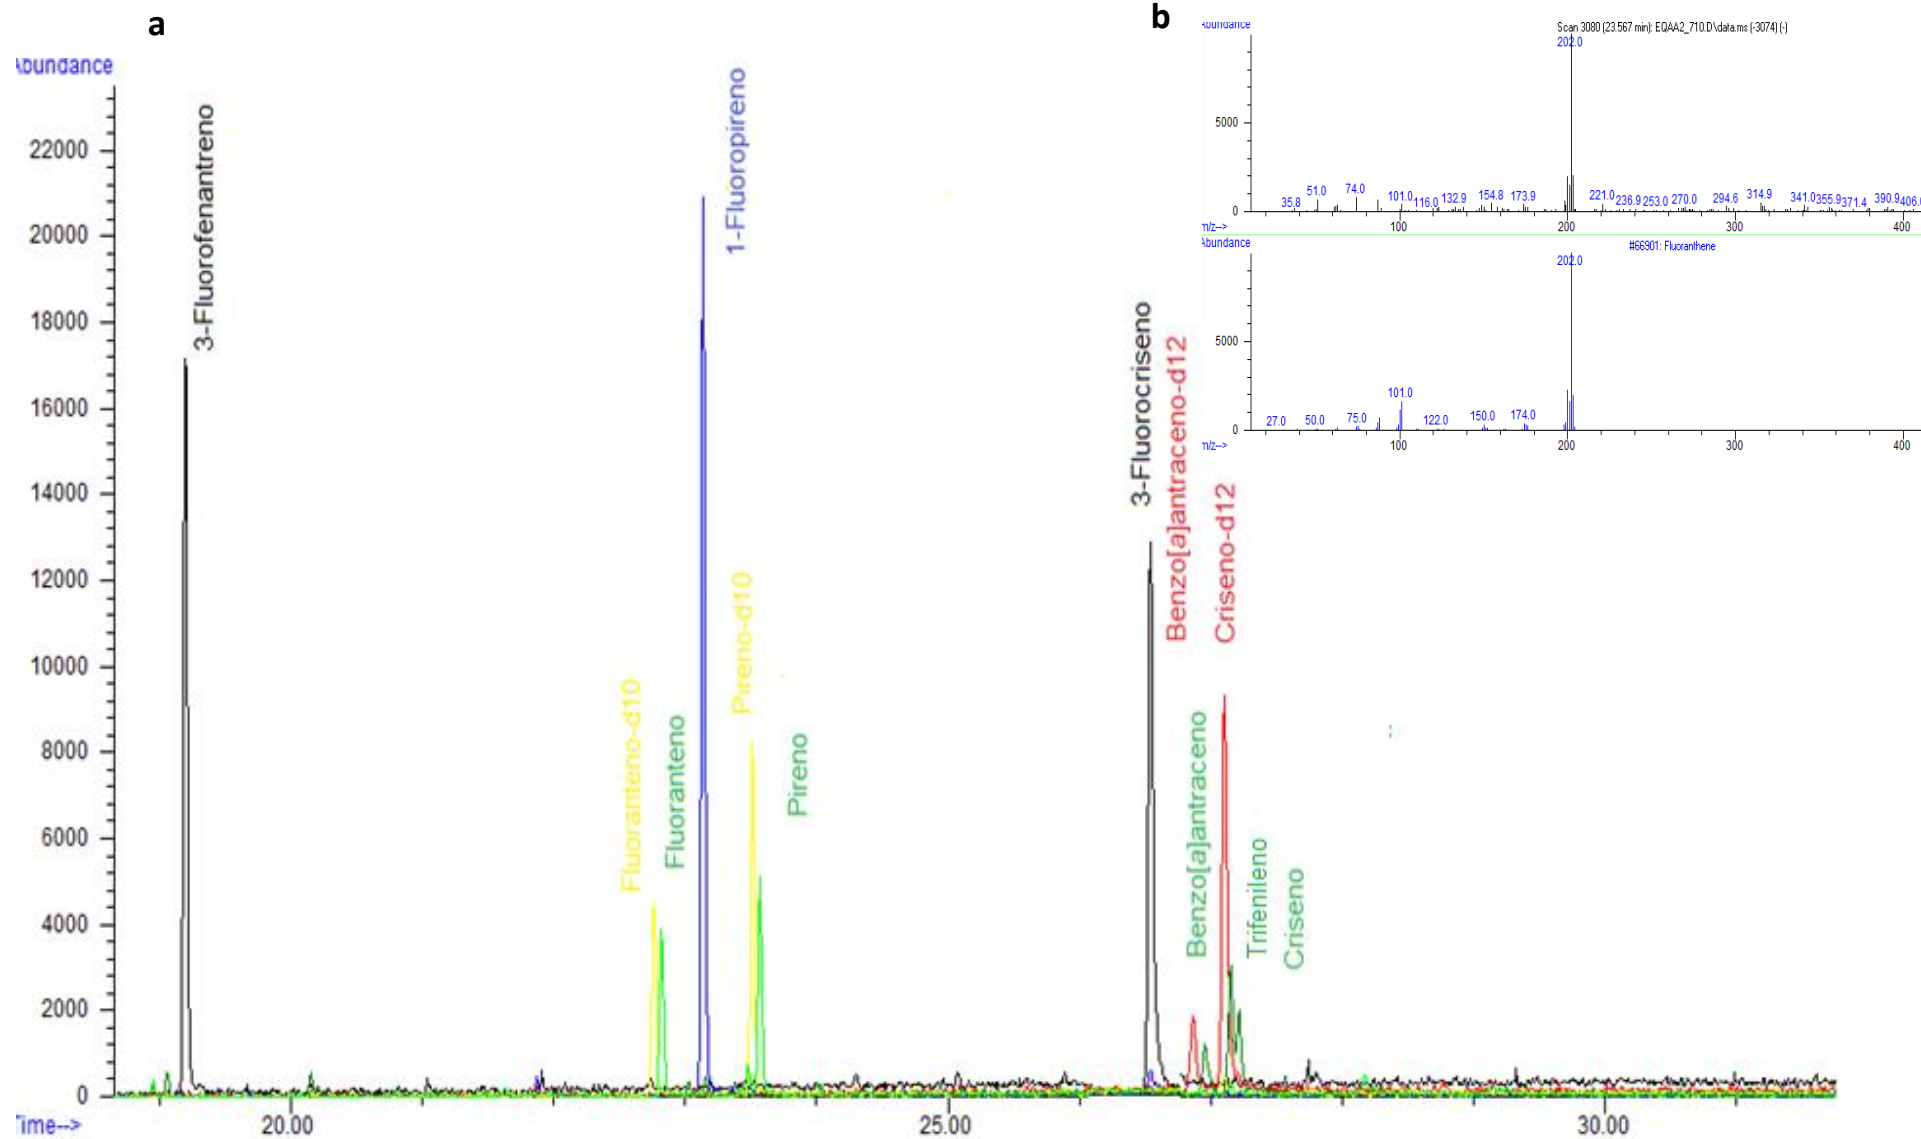 a
b
Abundance
22000
20000
18000
16000
14000
12000
10000
8000
6000
4000
2000
0
Time-->
20.00
25.00
30.00
3-Fluorofenantreno
Fluoranteno-d10
Fluoranteno
1-Fluoropireno
Pireno-d10
Pireno
3-Fluorocriseno
Benzo[a]antraceno-d12
Criseno-d12
Benzo[a]antraceno
Trifenileno
Criseno
Abundance
Scan 3080 (23.567 min): EQAA2_710.D\data.ms (-3074) (-)
202.0
5000
0
35.8 51.0 74.0 101.0 116.0 132.9 154.8 173.9 221.0 236.9 253.0 270.0 294.6 314.9 341.0 355.9 371.4 390.9 406.0
m/z-->
100 200 300 400
Abundance
#66901: Fluoranthene
202.0
5000
0
27.0 50.0 75.0 101.0 122.0 150.0 174.0
m/z-->
100 200 300 400